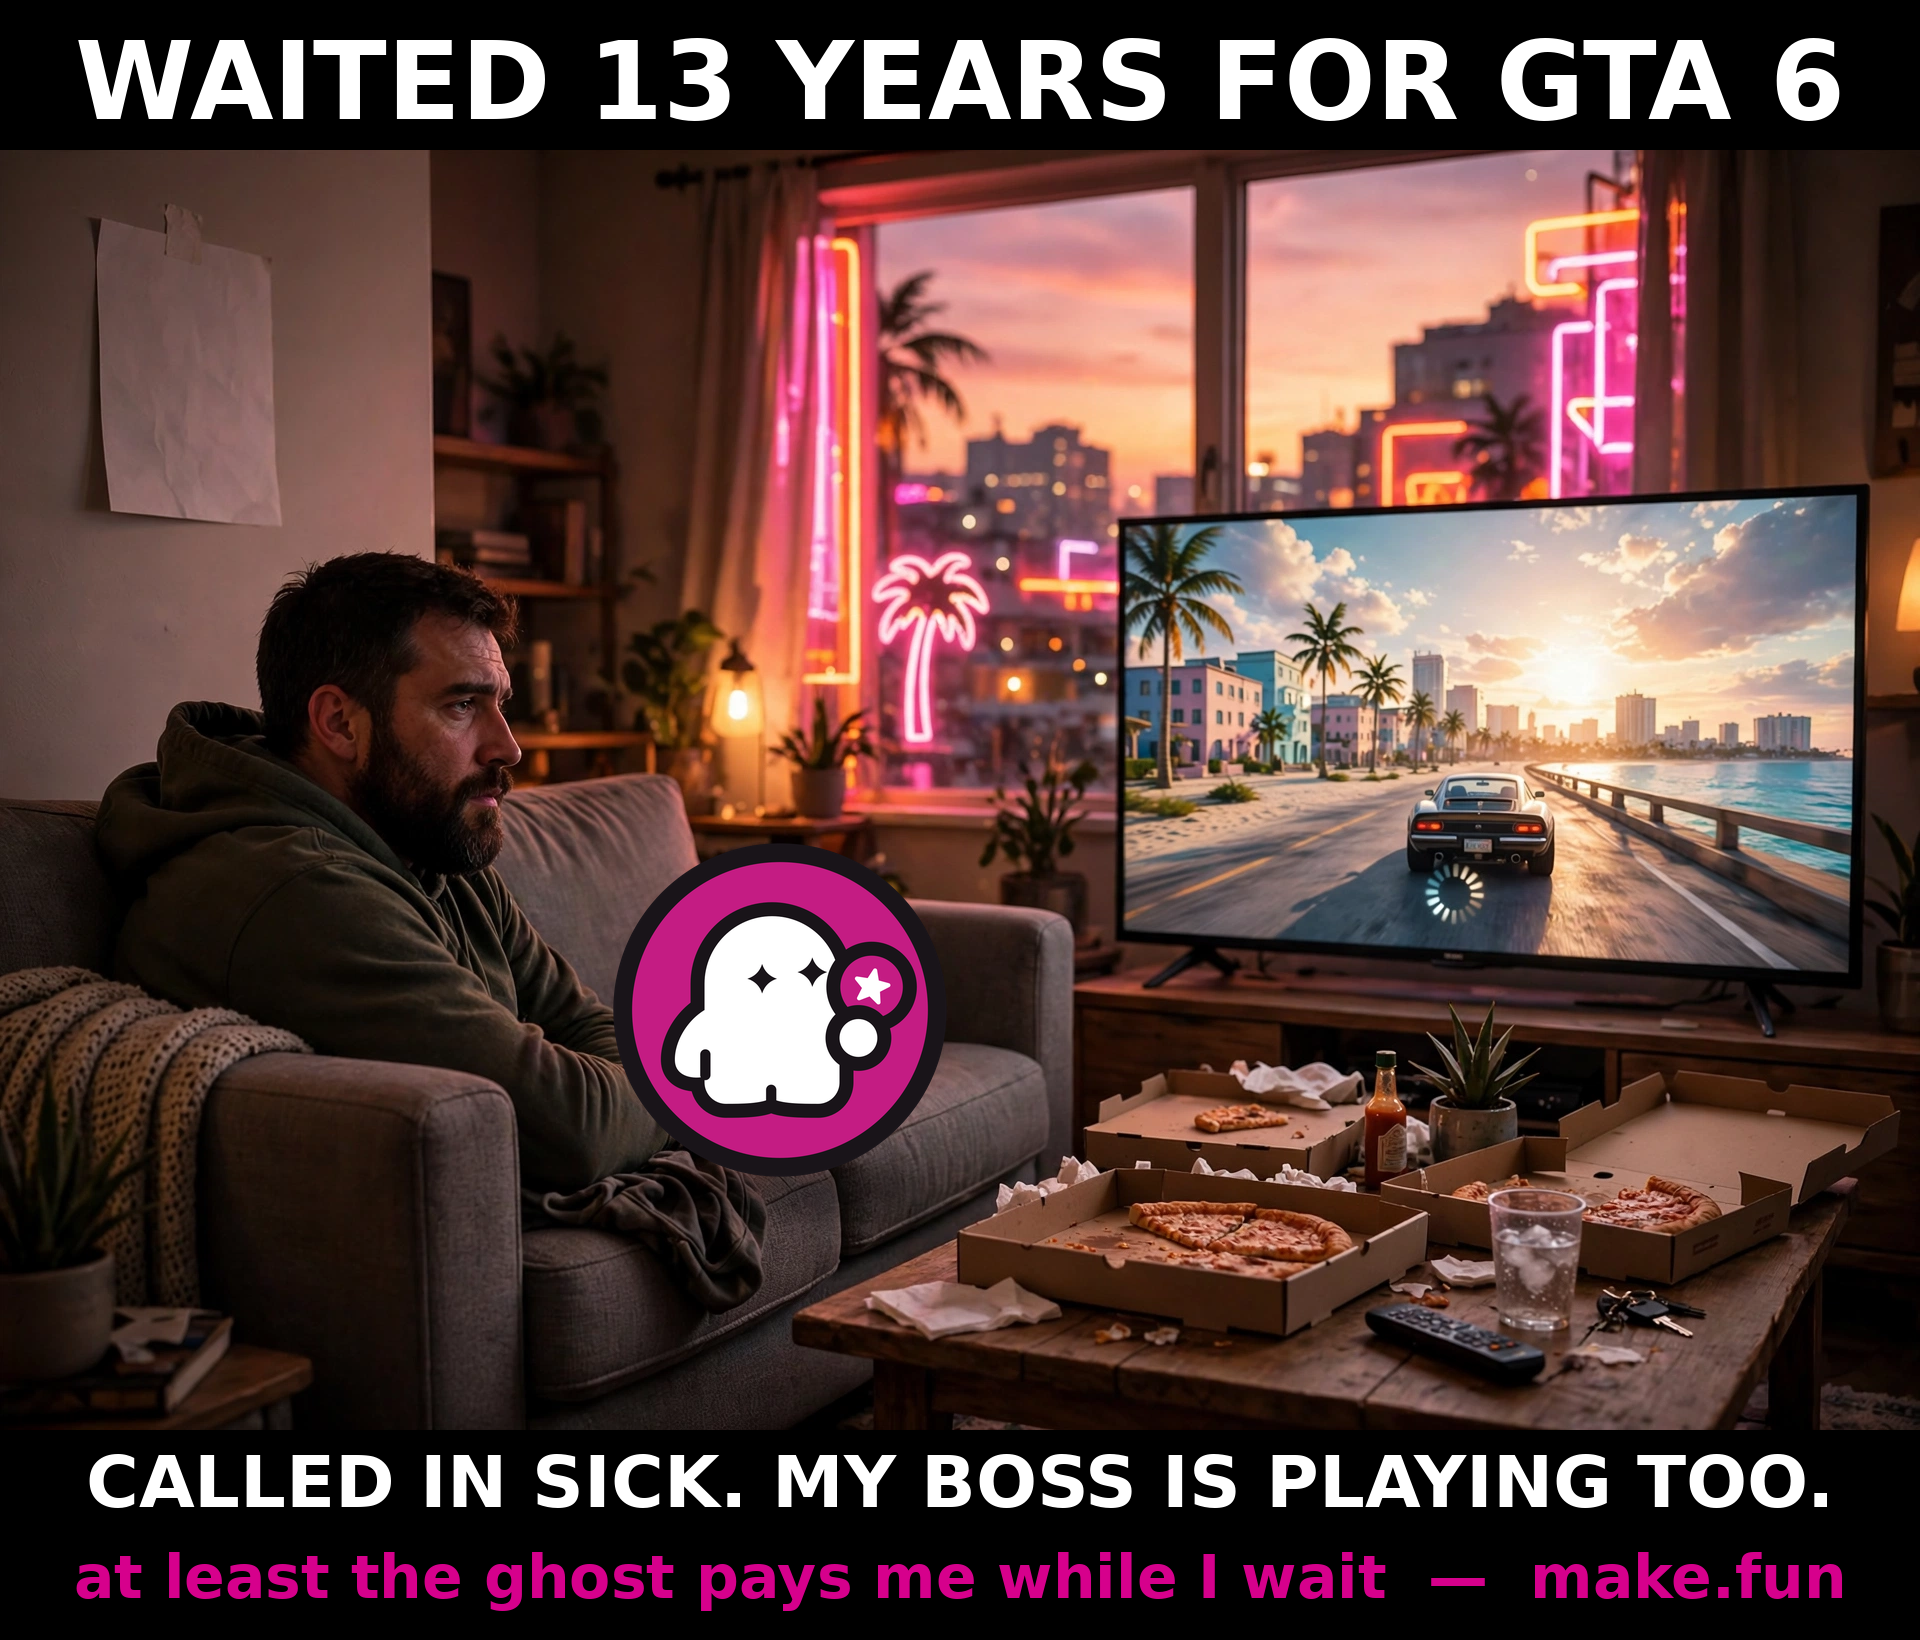 WAITED 13 YEARS FOR GTA 6
CALLED IN SICK. MY BOSS IS PLAYING TOO.
at least the ghost pays me while I wait — make.fun